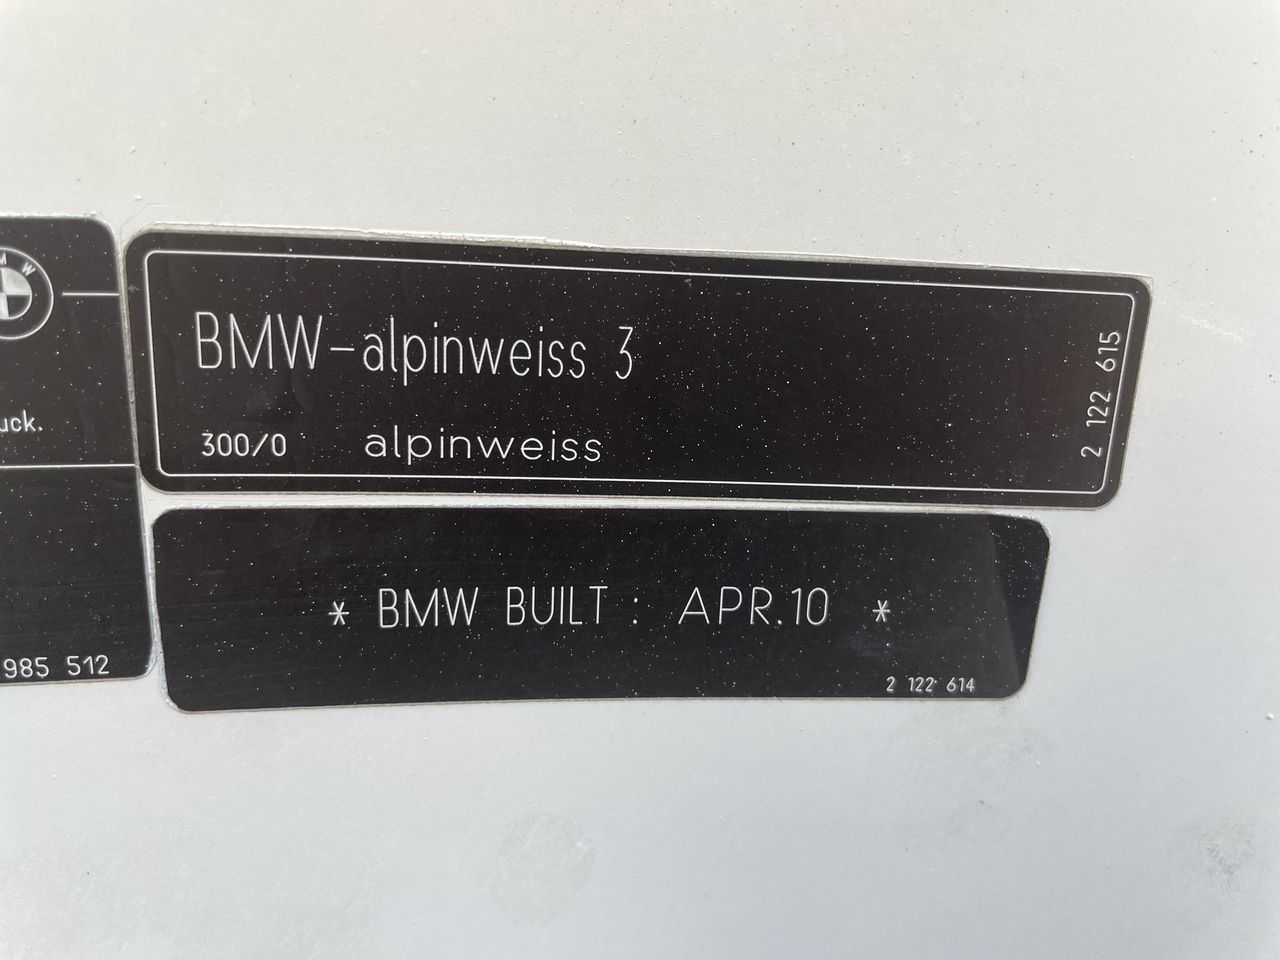 BMW-alpinweiss 3
300/0 alpinweiss
2 122 615
* BMW BUILT : APR.10 *
2 122 614
M W
uck.
985 512